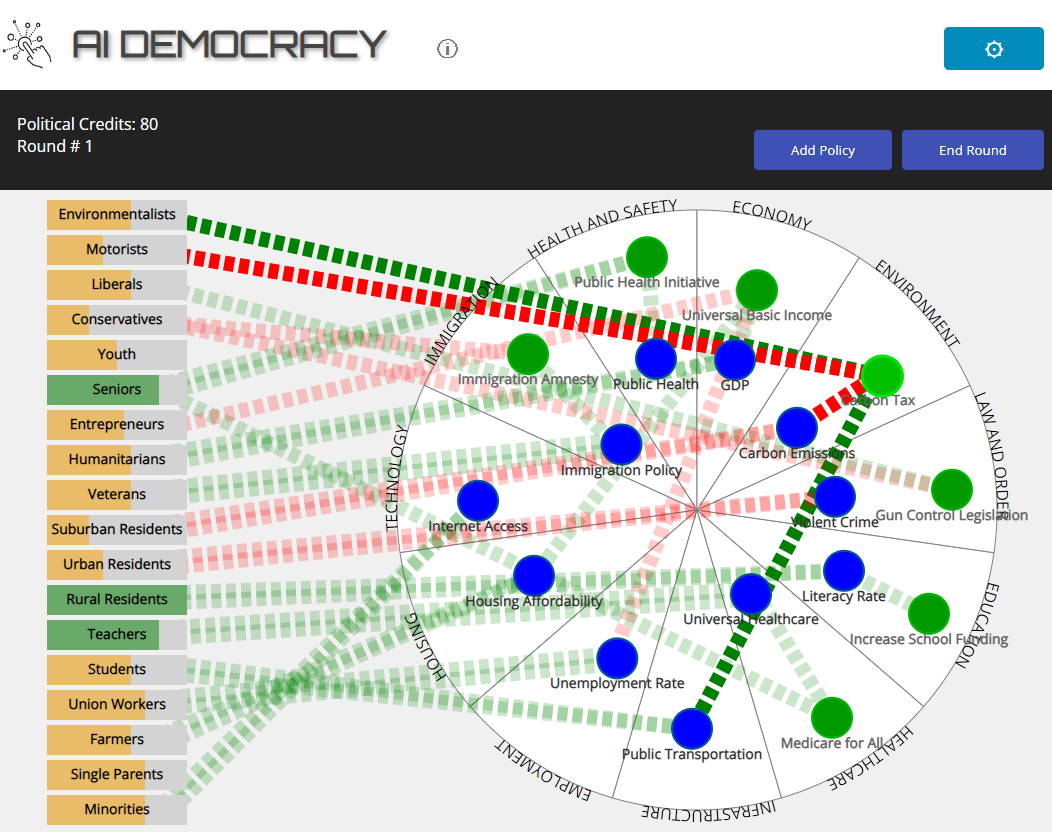 AI DEMOCRACY
i
Political Credits: 80
Round # 1
Add Policy
End Round
Environmentalists
Motorists
Liberals
Conservatives
Youth
Seniors
Entrepreneurs
Humanitarians
Veterans
Suburban Residents
Urban Residents
Rural Residents
Teachers
Students
Union Workers
Farmers
Single Parents
Minorities
HEALTH AND SAFETY
ECONOMY
ENVIRONMENT
LAW AND ORDER
EDUCATION
HEALTHCARE
INFRASTRUCTURE
EMPLOYMENT
HOUSING
TECHNOLOGY
IMMIGRATION
Public Health Initiative
Universal Basic Income
Immigration Amnesty
Public Health
GDP
Carbon Tax
Carbon Emissions
Immigration Policy
Gun Control Legislation
Internet Access
Violent Crime
Housing Affordability
Literacy Rate
Universal Healthcare
Increase School Funding
Unemployment Rate
Medicare for All
Public Transportation